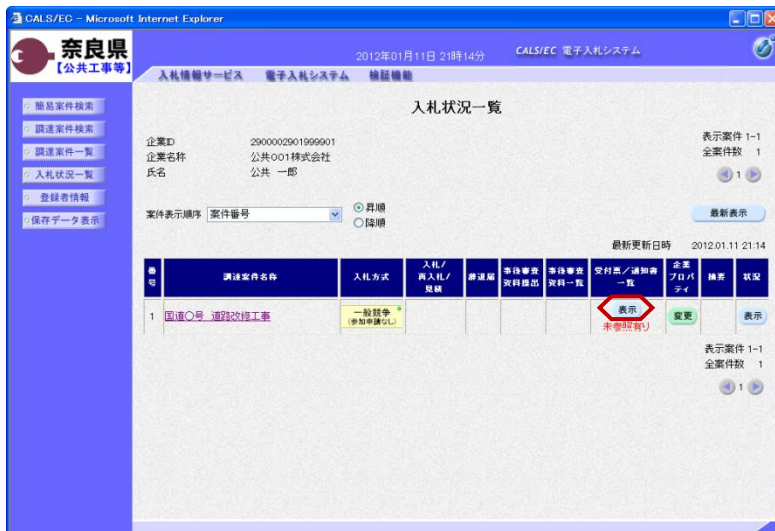 CALS/EC - Microsoft Internet Explorer
奈良県
【公共工事等】
2012年01月11日 21時14分
CALS/EC 電子入札システム
入札情報サービス 電子入札システム 検証機能
簡易案件検索
調達案件検索
調達案件一覧
入札状況一覧
登録者情報
保存データ表示
入札状況一覧
企業ID 2900002901999901
企業名称 公共001株式会社
氏名 公共 一郎
表示案件 1-1
全案件数 1
1
案件表示順序 案件番号
昇順
降順
最新表示
最新更新日時 2012.01.11 21:14
番号 調達案件名称 入札方式 入札/再入札/見積 辞退届 事後審査資料提出 事後審査資料一覧 受付票/通知書一覧 企業プロパティ 摘要 状況
1 国道〇号 道路改修工事 一般競争(参加申請なし) 表示 未参照有り 変更 表示
表示案件 1-1
全案件数 1
1